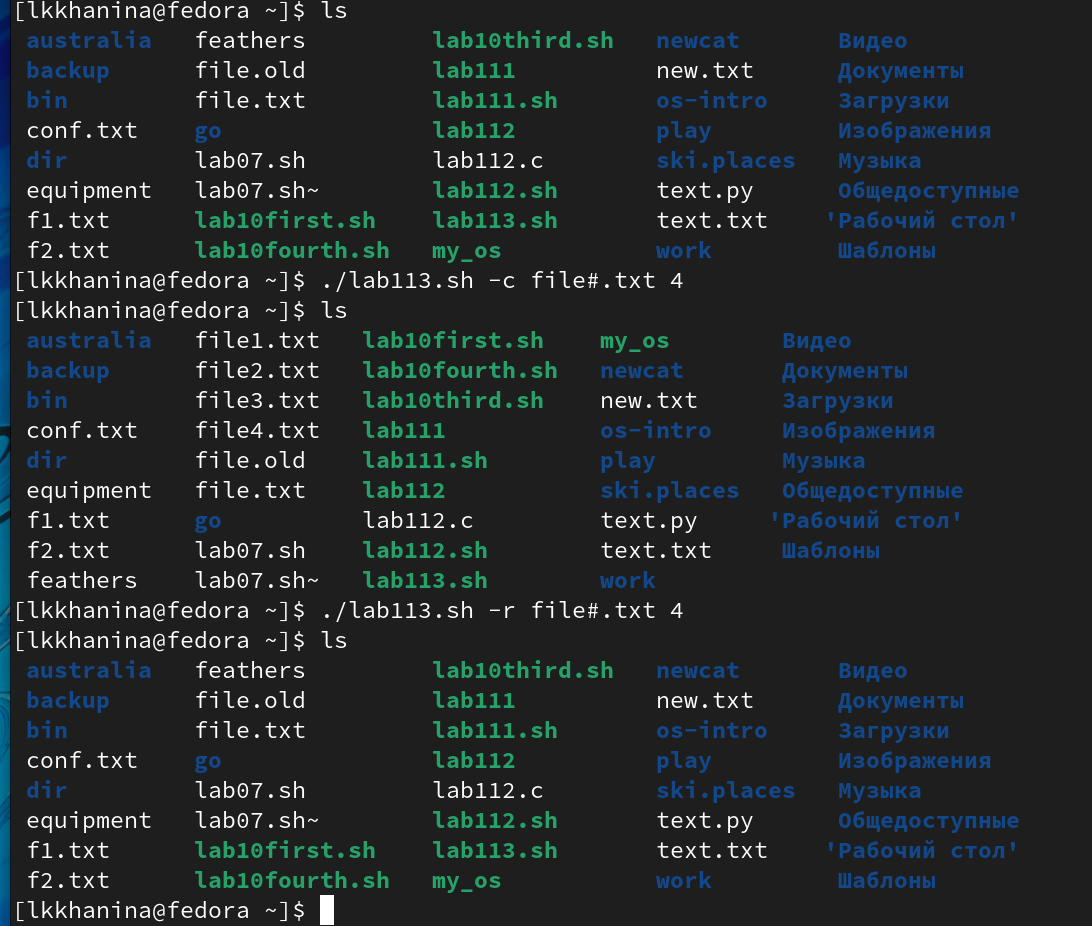 [lkkhanina@fedora ~]$ ls
australia feathers lab10third.sh newcat Видео
backup file.old lab111 new.txt Документы
bin file.txt lab111.sh os-intro Загрузки
conf.txt go lab112 play Изображения
dir lab07.sh lab112.c ski.places Музыка
equipment lab07.sh~ lab112.sh text.py Общедоступные
f1.txt lab10first.sh lab113.sh text.txt 'Рабочий стол'
f2.txt lab10fourth.sh my_os work Шаблоны
[lkkhanina@fedora ~]$ ./lab113.sh -c file#.txt 4
[lkkhanina@fedora ~]$ ls
australia file1.txt lab10first.sh my_os Видео
backup file2.txt lab10fourth.sh newcat Документы
bin file3.txt lab10third.sh new.txt Загрузки
conf.txt file4.txt lab111 os-intro Изображения
dir file.old lab111.sh play Музыка
equipment file.txt lab112 ski.places Общедоступные
f1.txt go lab112.c text.py 'Рабочий стол'
f2.txt lab07.sh lab112.sh text.txt Шаблоны
feathers lab07.sh~ lab113.sh work
[lkkhanina@fedora ~]$ ./lab113.sh -r file#.txt 4
[lkkhanina@fedora ~]$ ls
australia feathers lab10third.sh newcat Видео
backup file.old lab111 new.txt Документы
bin file.txt lab111.sh os-intro Загрузки
conf.txt go lab112 play Изображения
dir lab07.sh lab112.c ski.places Музыка
equipment lab07.sh~ lab112.sh text.py Общедоступные
f1.txt lab10first.sh lab113.sh text.txt 'Рабочий стол'
f2.txt lab10fourth.sh my_os work Шаблоны
[lkkhanina@fedora ~]$